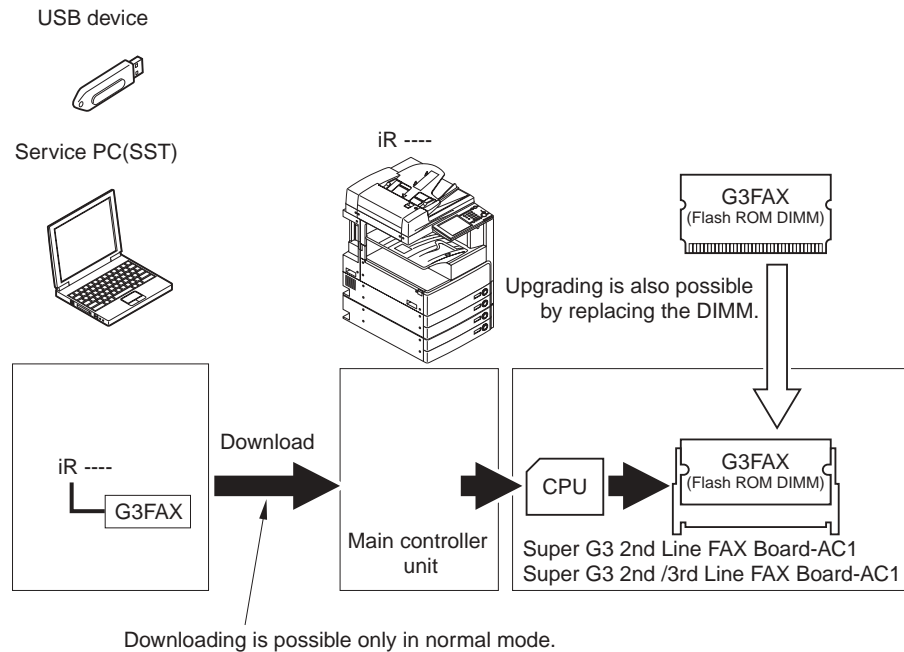 USB device
Service PC(SST)
iR ----
G3FAX
(Flash ROM DIMM)
Upgrading is also possible
by replacing the DIMM.
iR ----
G3FAX
Download
Main controller
unit
CPU
G3FAX
(Flash ROM DIMM)
Super G3 2nd Line FAX Board-AC1
Super G3 2nd /3rd Line FAX Board-AC1
Downloading is possible only in normal mode.